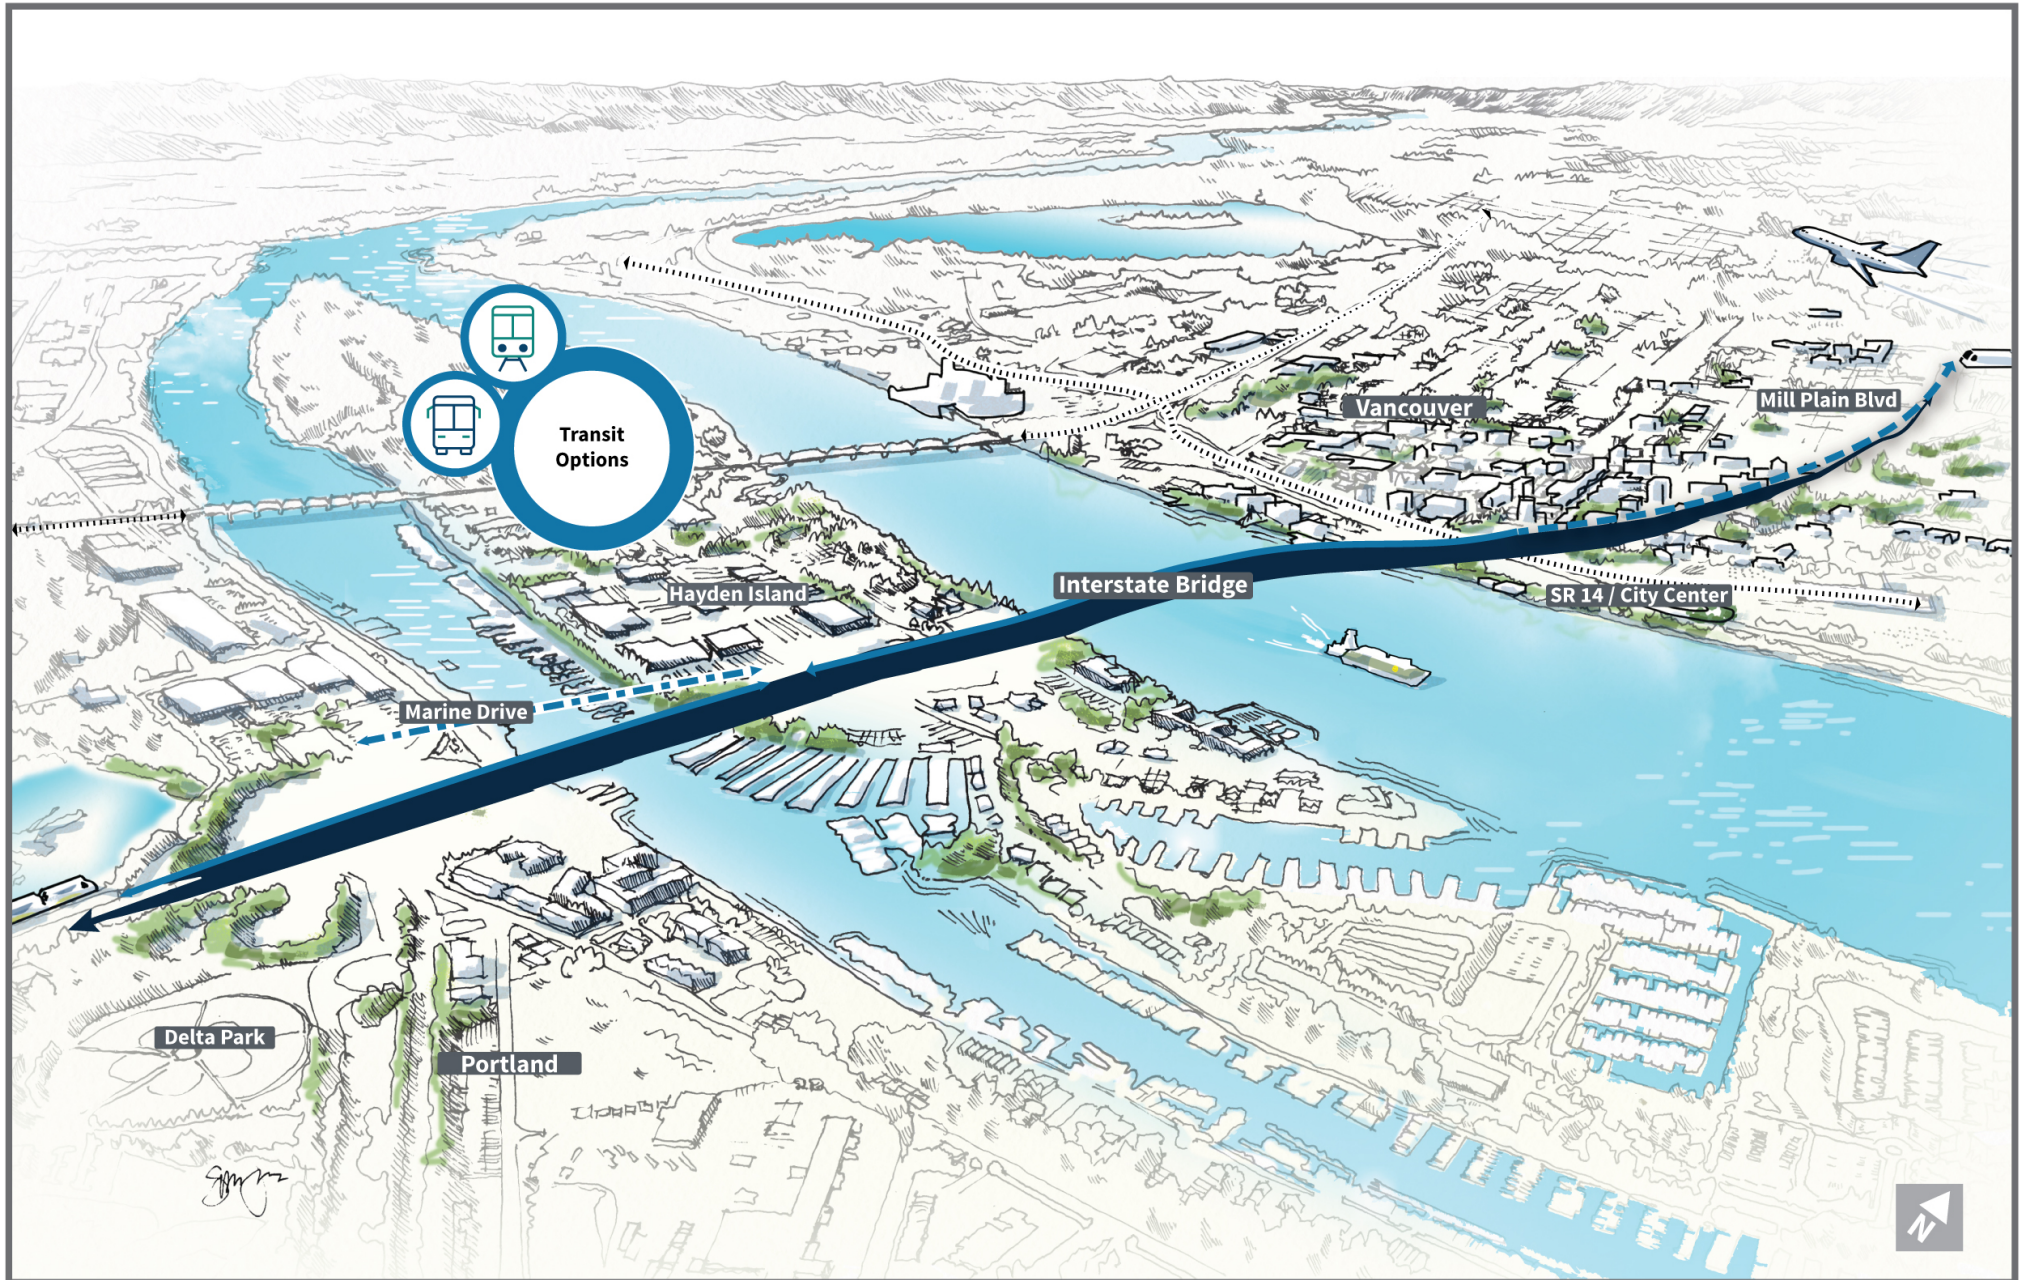 Transit
Options
Vancouver
Mill Plain Blvd
Hayden Island
Interstate Bridge
SR 14 / City Center
Marine Drive
Delta Park
Portland
N